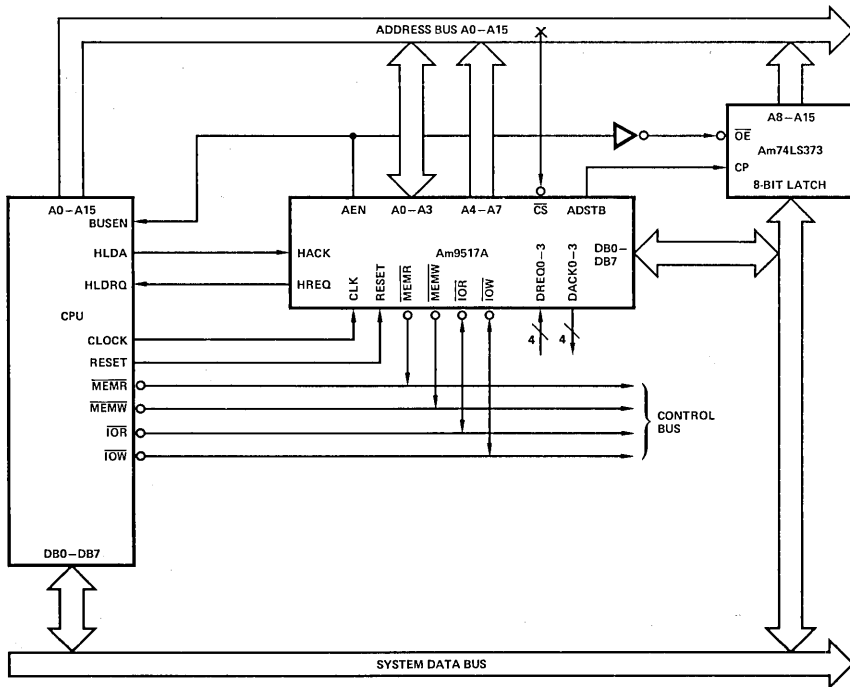 ADDRESS BUS A0–A15
A8–A15
OE
Am74LS373
CP
8-BIT LATCH
A0–A15
BUSEN
HLDA
HLDRQ
CPU
CLOCK
RESET
MEMR
MEMW
IOR
IOW
DB0–DB7
AEN
A0–A3
A4–A7
CS
ADSTB
HACK
Am9517A
DB0–
DB7
HREQ
CLK
RESET
MEMR
MEMW
IOR
IOW
DREQ0-3
DACK0-3
4
4
CONTROL
BUS
SYSTEM DATA BUS